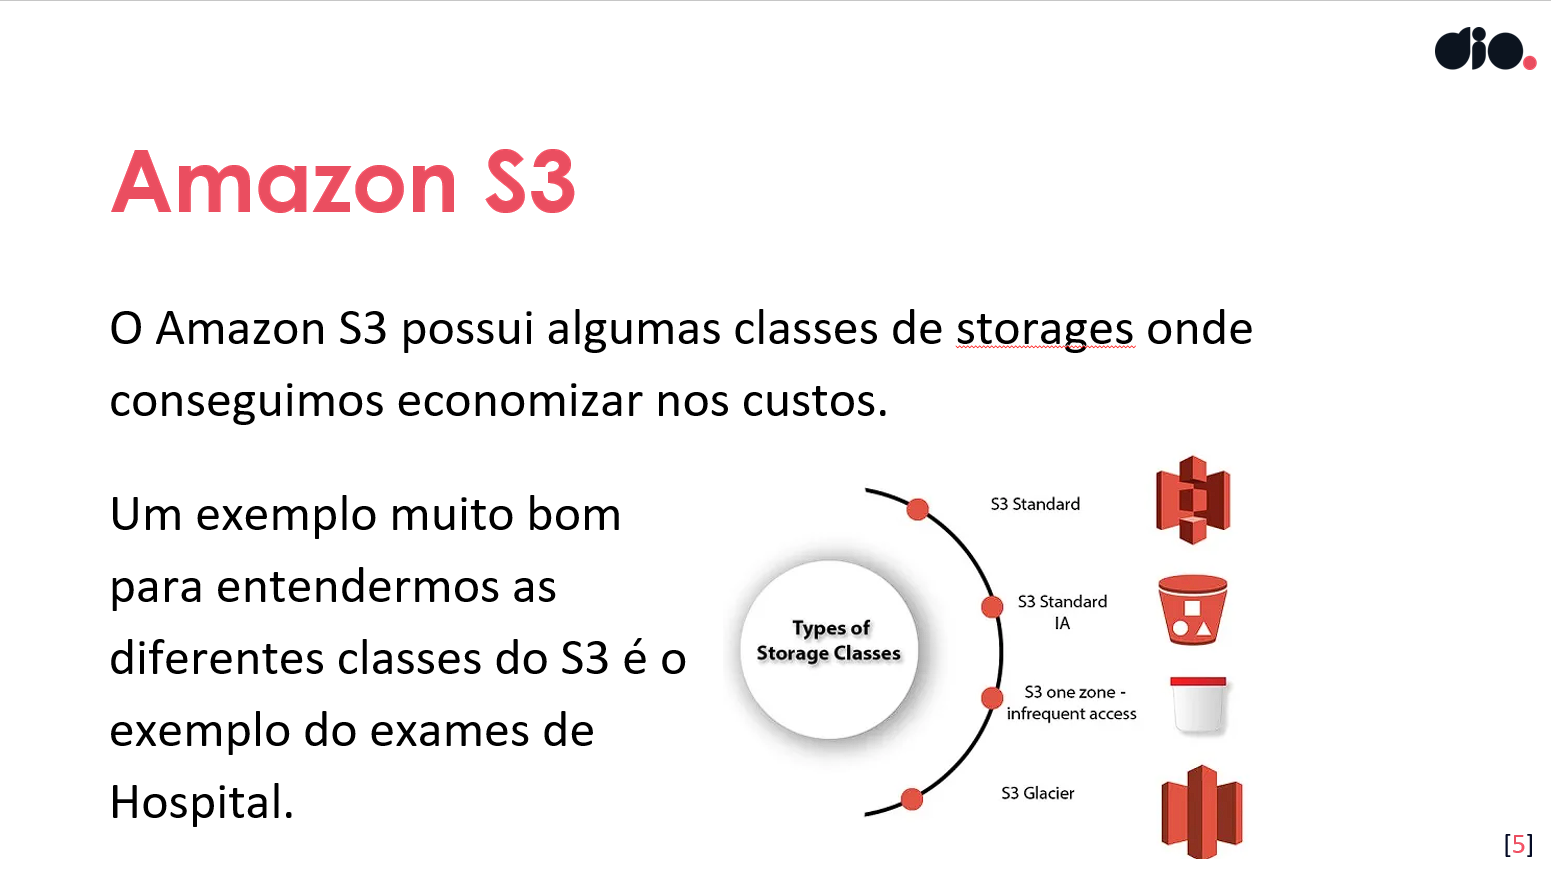 dio.
Amazon S3
O Amazon S3 possui algumas classes de storages onde
conseguimos economizar nos custos.
Um exemplo muito bom
para entendermos as
diferentes classes do S3 é o
exemplo do exames de
Hospital.
Types of
Storage Classes
S3 Standard
S3 Standard
IA
S3 one zone -
infrequent access
S3 Glacier
[5]